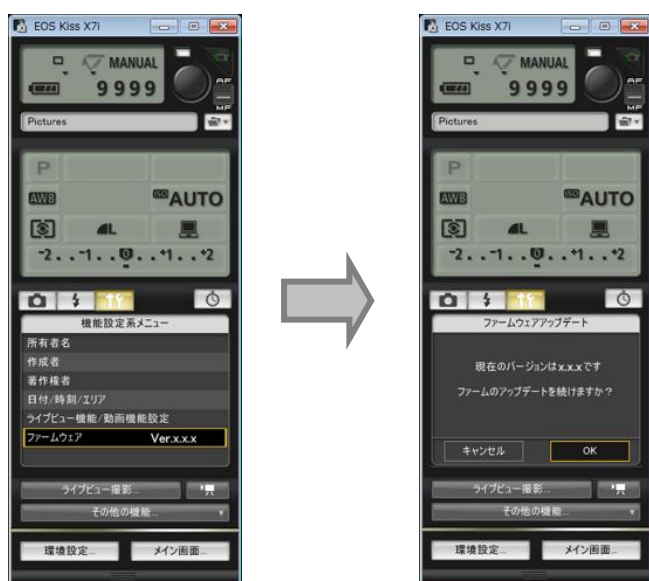 EOS Kiss X7i
MANUAL
9999
AF
MF
Pictures
P
AWB
ISO AUTO
L
-2..-1..0..+1..+2
機能設定系メニュー
所有者名
作成者
著作権者
日付/時刻/エリア
ライブビュー機能/動画機能設定
ファームウェア Ver.x.x.x
ライブビュー撮影...
その他の機能...
環境設定...
メイン画面...
EOS Kiss X7i
MANUAL
9999
AF
MF
Pictures
P
AWB
ISO AUTO
L
-2..-1..0..+1..+2
ファームウェアアップデート
現在のバージョンはx.x.xです
ファームのアップデートを続けますか？
キャンセル
OK
ライブビュー撮影...
その他の機能...
環境設定...
メイン画面...